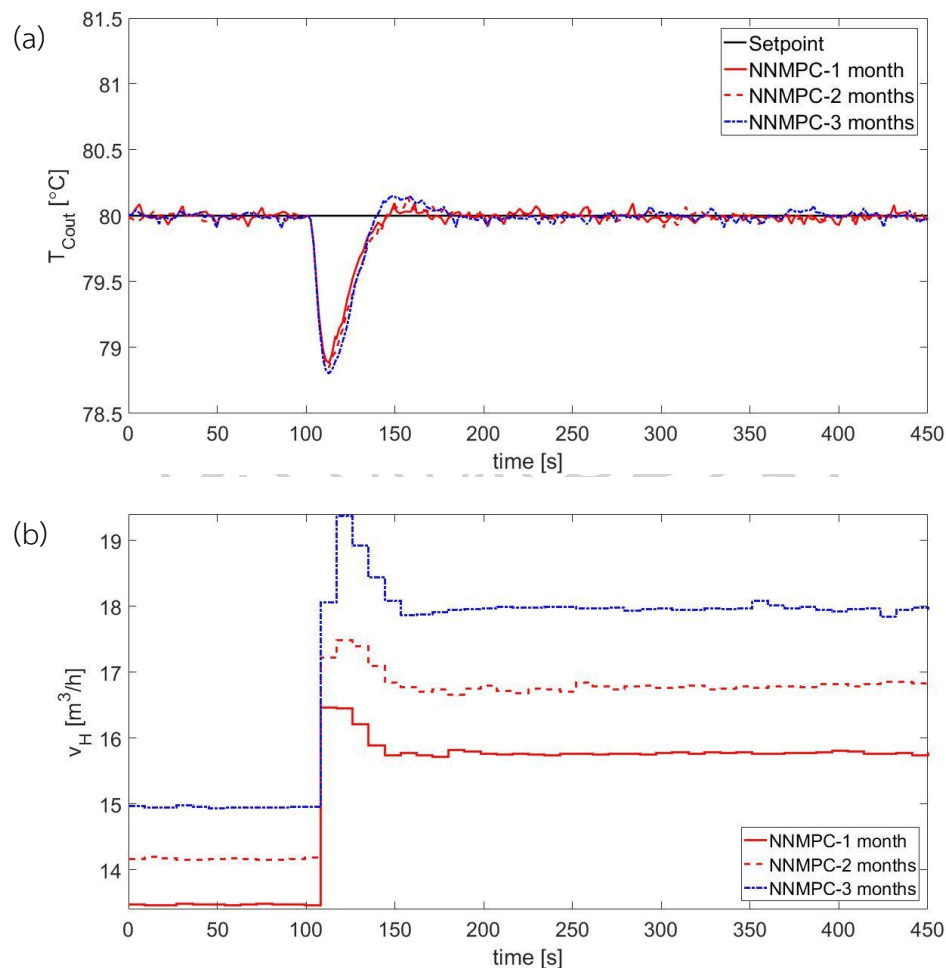 (a)
81.5
81
80.5
80
79.5
79
78.5
T_Cout [°C]
Setpoint
NNMPC-1 month
NNMPC-2 months
NNMPC-3 months
0 50 100 150 200 250 300 350 400 450
time [s]
(b)
19
18
17
16
15
14
v_H [m³/h]
NNMPC-1 month
NNMPC-2 months
NNMPC-3 months
0 50 100 150 200 250 300 350 400 450
time [s]